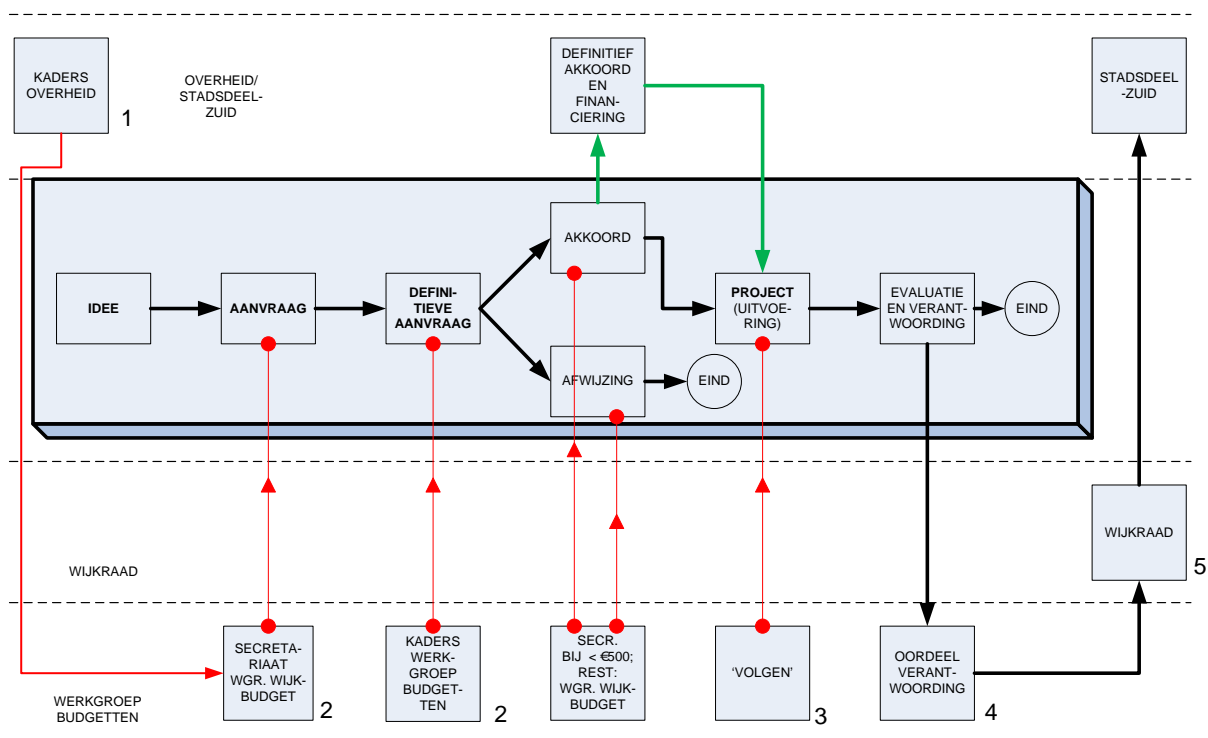 KADERS
OVERHEID
1
OVERHEID/
STADSDEEL-
ZUID
DEFINITIEF
AKKOORD
EN
FINAN-
CIERING
STADSDEEL
-ZUID
IDEE
AANVRAAG
DEFINI-
TIEVE
AANVRAAG
AKKOORD
AFWIJZING
EIND
PROJECT
(UITVOE-
RING)
EVALUATIE
EN VERANT-
WOORDING
EIND
WIJKRAAD
WIJKRAAD
5
WERKGROEP
BUDGETTEN
SECRETA-
RIAAT
WGR. WIJK-
BUDGET
2
KADERS
WERK-
GROEP
BUDGET-
TEN
2
SECR.
BIJ < €500;
REST:
WGR. WIJK-
BUDGET
‘VOLGEN’
3
OORDEEL
VERANT-
WOORDING
4